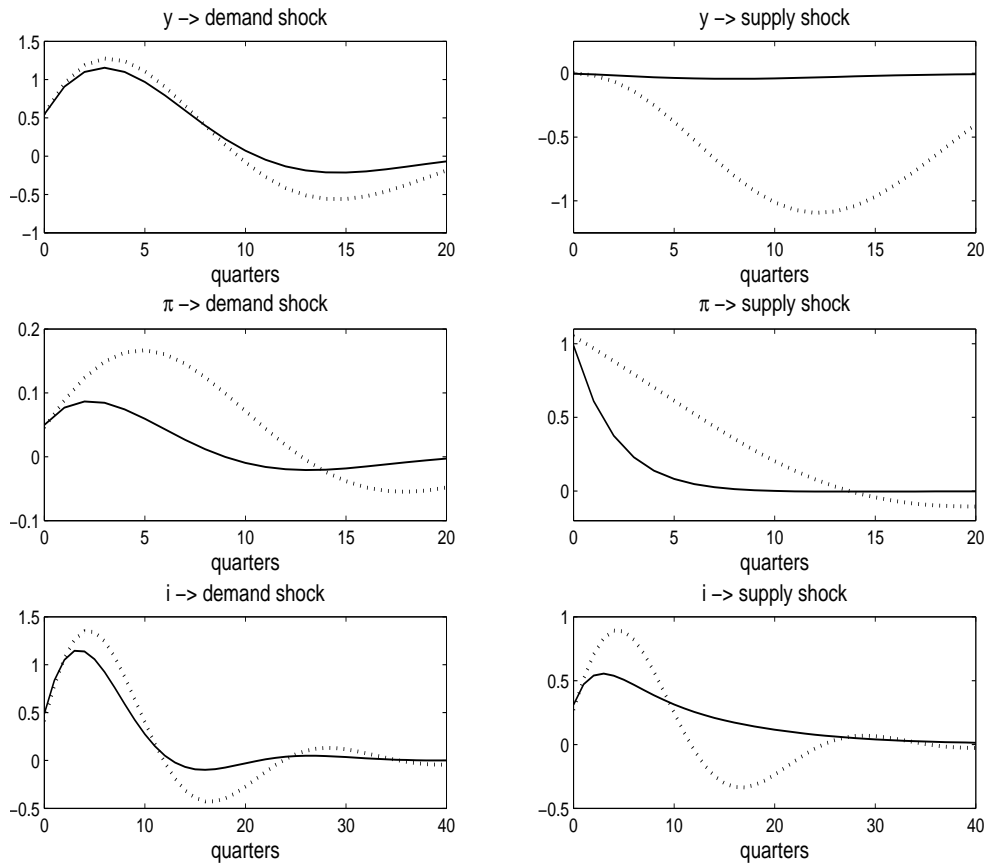 y −> demand shock
1.5
1
0.5
0
−0.5
−1
0 5 10 15 20
quarters
y −> supply shock
0
−0.5
−1
0 5 10 15 20
quarters
π −> demand shock
0.2
0.1
0
−0.1
0 5 10 15 20
quarters
π −> supply shock
1
0.5
0
0 5 10 15 20
quarters
i −> demand shock
1.5
1
0.5
0
−0.5
0 10 20 30 40
quarters
i −> supply shock
1
0.5
0
−0.5
0 10 20 30 40
quarters